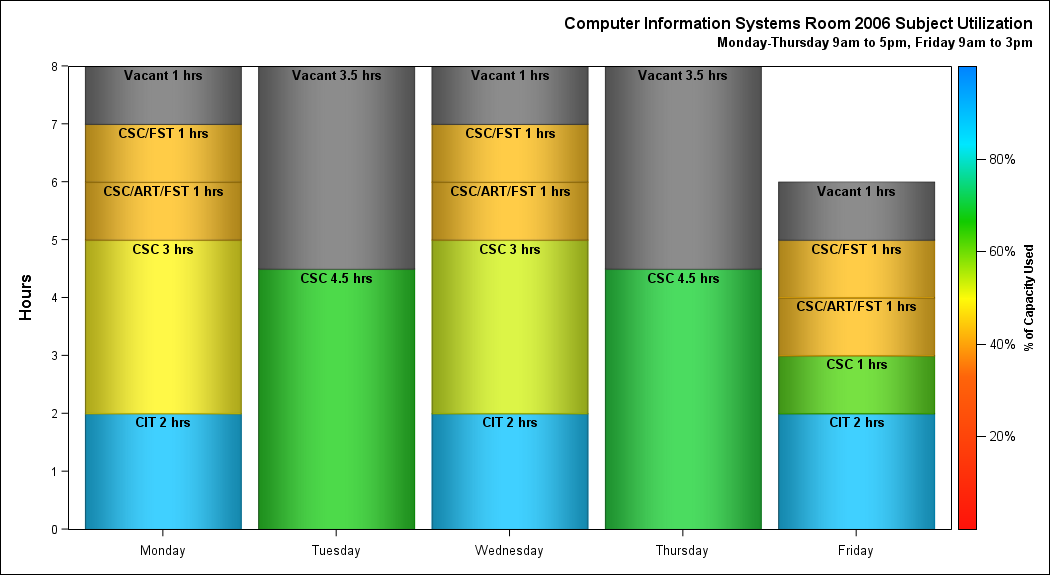 Computer Information Systems Room 2006 Subject Utilization
Monday-Thursday 9am to 5pm, Friday 9am to 3pm
Hours
8
7
6
5
4
3
2
1
0
Vacant 1 hrs
CSC/FST 1 hrs
CSC/ART/FST 1 hrs
CSC 3 hrs
CIT 2 hrs
Vacant 3.5 hrs
CSC 4.5 hrs
Vacant 1 hrs
CSC/FST 1 hrs
CSC/ART/FST 1 hrs
CSC 3 hrs
CIT 2 hrs
Vacant 3.5 hrs
CSC 4.5 hrs
Vacant 1 hrs
CSC/FST 1 hrs
CSC/ART/FST 1 hrs
CSC 1 hrs
CIT 2 hrs
Monday
Tuesday
Wednesday
Thursday
Friday
80%
60%
40%
20%
% of Capacity Used